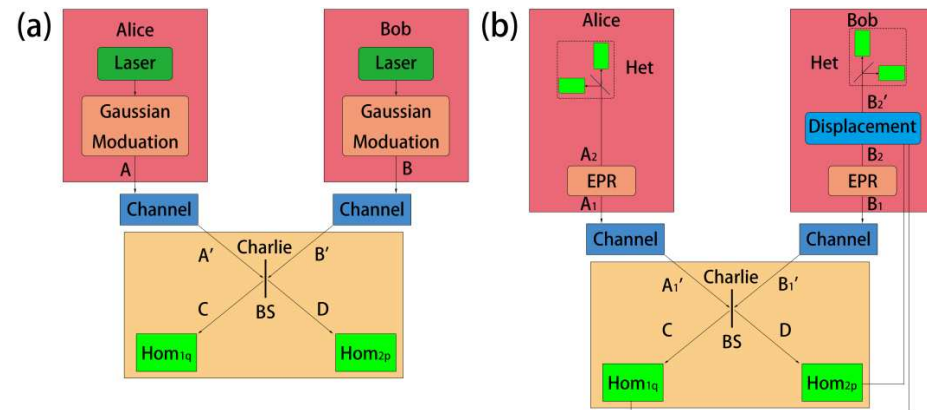 (a)
Alice
Bob
Laser
Laser
Gaussian
Moduation
Gaussian
Moduation
A
B
Channel
Channel
Charlie
A'
B'
C
D
BS
Hom1q
Hom2p
(b)
Alice
Bob
Het
Het
B2'
Displacement
A2
B2
EPR
EPR
A1
B1
Channel
Channel
Charlie
A1'
B1'
C
D
BS
Hom1q
Hom2p